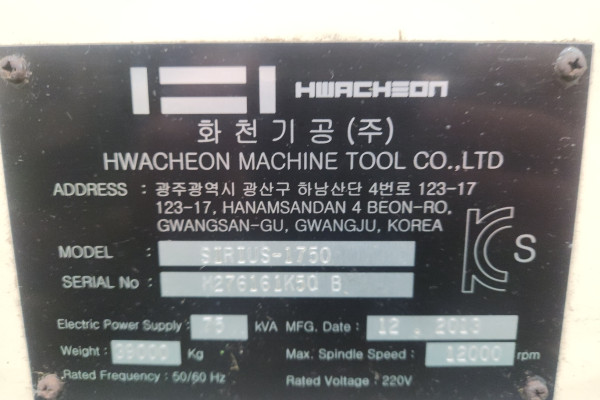 HWACHEON
화천기공(주)
HWACHEON MACHINE TOOL CO.,LTD
ADDRESS : 광주광역시 광산구 하남산단 4번로 123-17
123-17, HANAMSANDAN 4 BEON-RO,
GWANGSAN-GU, GWANGJU, KOREA
MODEL SIRIUS-1750
SERIAL No :
S
Electric Power Supply : 75 kVA MFG. Date : 12 . 2013
Weight : Kg Max. Spindle Speed : 12000 rpm
Rated Frequency : 50/60 Hz Rated Voltage : 220V